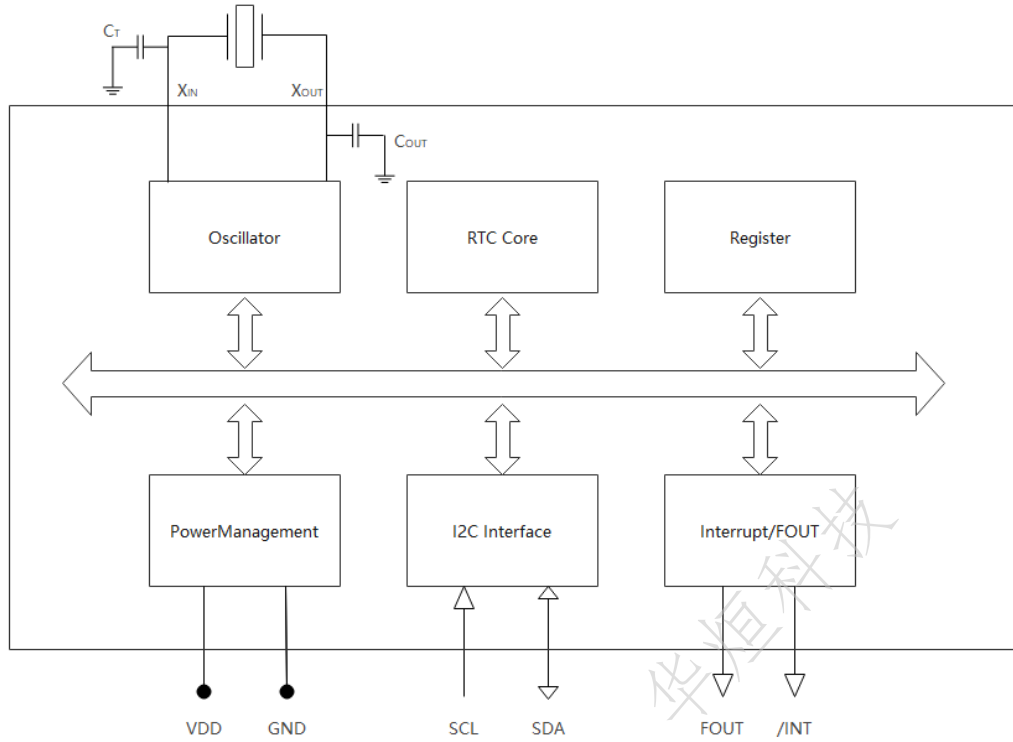 CT
XIN XOUT
COUT
Oscillator RTC Core Register
PowerManagement I2C Interface Interrupt/FOUT
VDD GND SCL SDA FOUT /INT
华烜科技